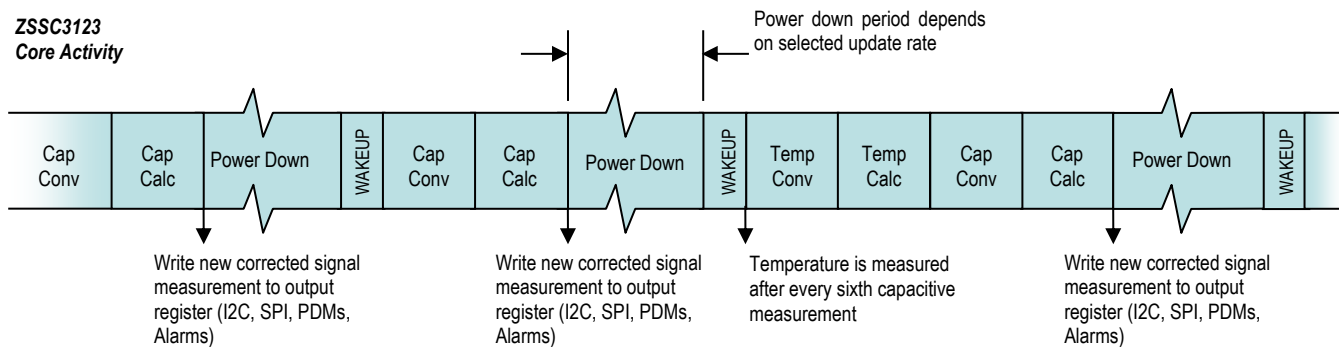 ZSSC3123
Core Activity
Power down period depends
on selected update rate
Cap
Conv
Cap
Calc
Power Down
WAKEUP
Cap
Conv
Cap
Calc
Power Down
WAKEUP
Temp
Conv
Temp
Calc
Cap
Conv
Cap
Calc
Power Down
WAKEUP
Write new corrected signal
measurement to output
register (I2C, SPI, PDMs,
Alarms)
Write new corrected signal
measurement to output
register (I2C, SPI, PDMs,
Alarms)
Temperature is measured
after every sixth capacitive
measurement
Write new corrected signal
measurement to output
register (I2C, SPI, PDMs,
Alarms)